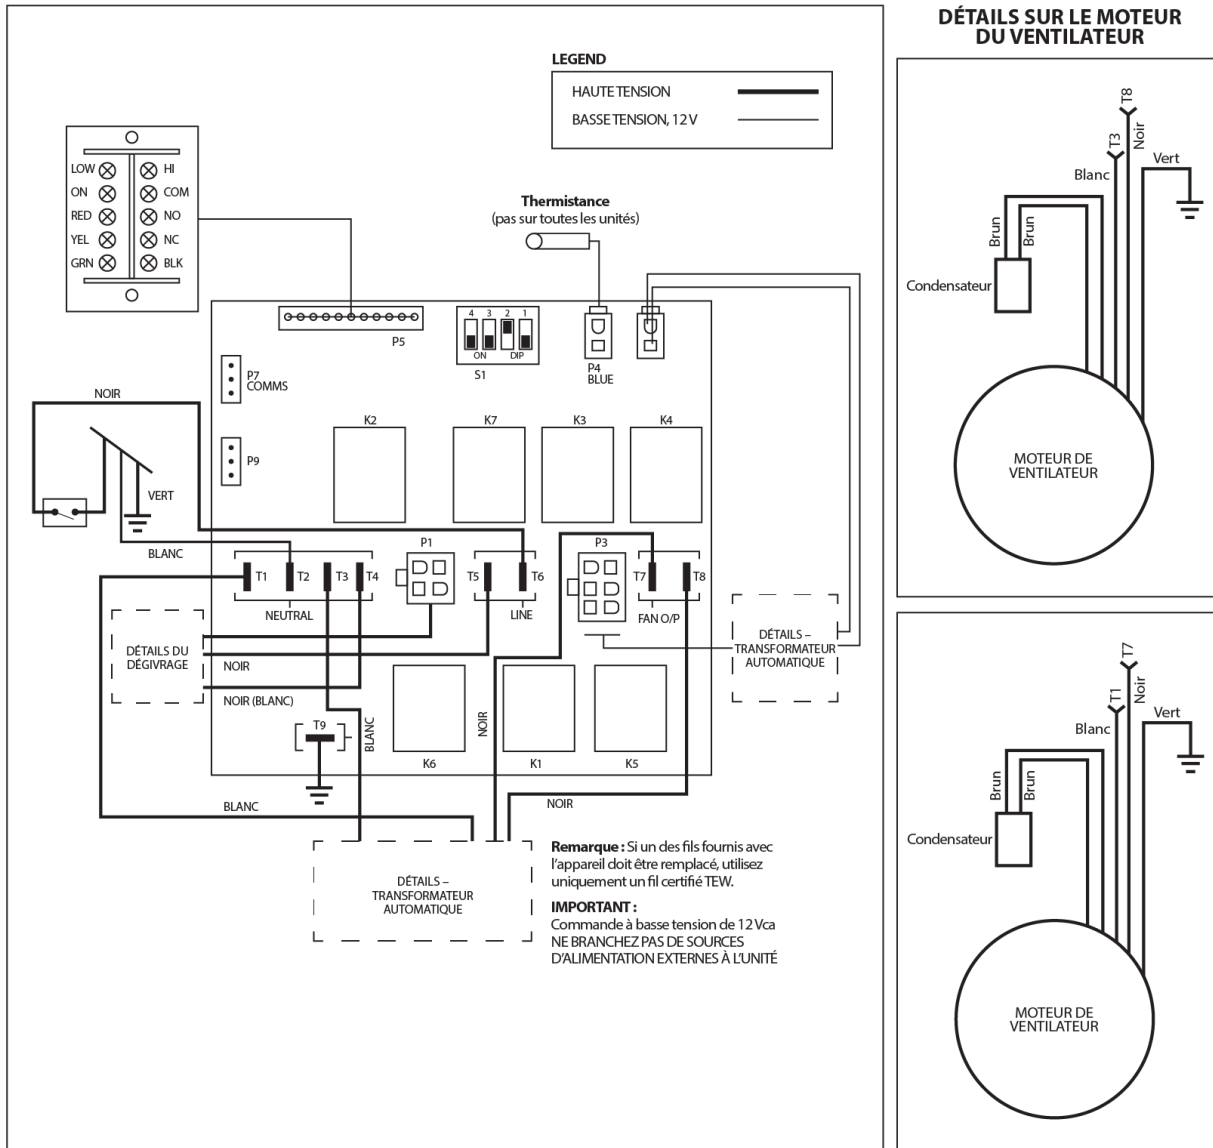 DÉTAILS SUR LE MOTEUR
DU VENTILATEUR
LEGEND
HAUTE TENSION
BASSE TENSION, 12 V
LOW
HI
ON
COM
RED
NO
YEL
NC
GRN
BLK
Thermistance
(pas sur toutes les unités)
P5
4 3 2 1
ON DIP
S1
P4
BLUE
P7
COMMS
P9
NOIR
K2
K7
K3
K4
VERT
BLANC
T1
T2
T3
T4
NEUTRAL
P1
T5
T6
LINE
P3
T7
T8
FAN O/P
DÉTAILS DU
DÉGIVRAGE
NOIR
NOIR (BLANC)
DÉTAILS –
TRANSFORMATEUR
AUTOMATIQUE
T9
BLANC
NOIR
K6
K1
K5
BLANC
NOIR
DÉTAILS –
TRANSFORMATEUR
AUTOMATIQUE
Remarque : Si un des fils fournis avec
l'appareil doit être remplacé, utilisez
uniquement un fil certifié TEW.
IMPORTANT :
Commande à basse tension de 12 Vca
NE BRANCHEZ PAS DE SOURCES
D'ALIMENTATION EXTERNES À L'UNITÉ
T8
T3
Noir
Blanc
Vert
Brun
Brun
Condensateur
MOTEUR DE
VENTILATEUR
T7
T1
Noir
Blanc
Vert
Brun
Brun
Condensateur
MOTEUR DE
VENTILATEUR